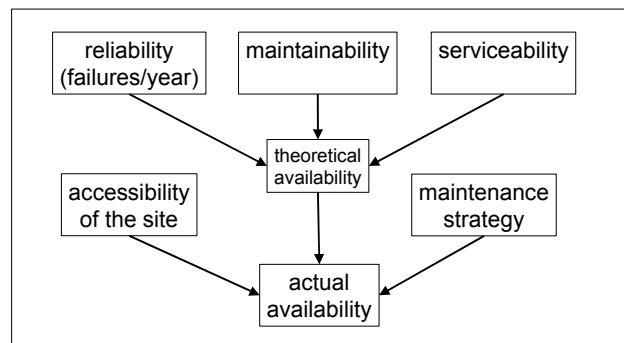 reliability
(failures/year)
maintainability
serviceability
theoretical
availability
accessibility
of the site
maintenance
strategy
actual
availability